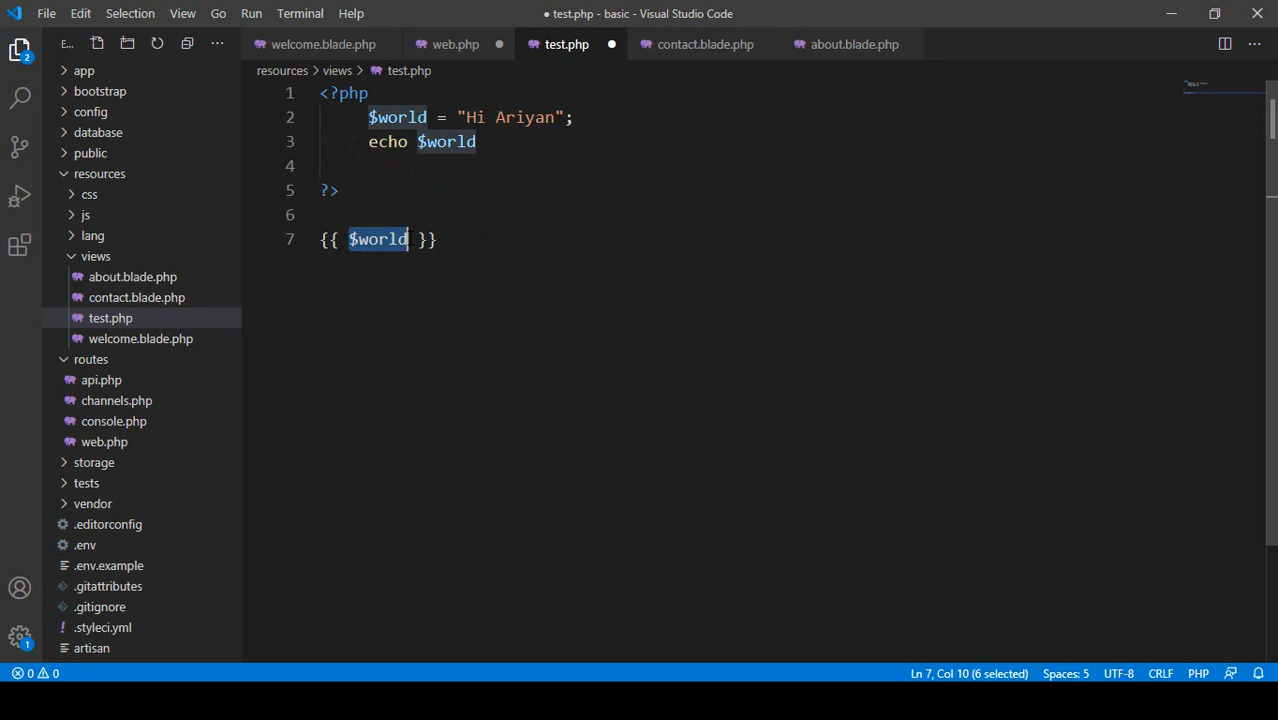 File Edit Selection View Go Run Terminal Help ● test.php - basic - Visual Studio Code
E... ···
welcome.blade.php web.php test.php contact.blade.php about.blade.php ···
resources > views > test.php
app
bootstrap
config
database
public
resources
css
js
lang
views
about.blade.php
contact.blade.php
test.php
welcome.blade.php
routes
api.php
channels.php
console.php
web.php
storage
tests
vendor
.editorconfig
.env
.env.example
.gitattributes
.gitignore
.styleci.yml
artisan
2
1
1 <?php
2 $world = "Hi Ariyan";
3 echo $world
4
5 ?>
6
7 {{ $world }}
0 0 Ln 7, Col 10 (6 selected) Spaces: 5 UTF-8 CRLF PHP